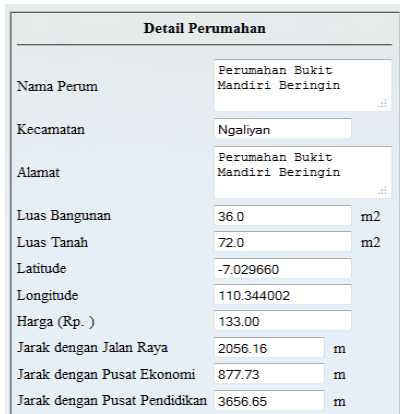 Detail Perumahan
Nama Perum
Perumahan Bukit
Mandiri Beringin
Kecamatan
Ngaliyan
Alamat
Perumahan Bukit
Mandiri Beringin
Luas Bangunan 36.0 m2
Luas Tanah 72.0 m2
Latitude -7.029660
Longitude 110.344002
Harga (Rp. ) 133.00
Jarak dengan Jalan Raya 2056.16 m
Jarak dengan Pusat Ekonomi 877.73 m
Jarak dengan Pusat Pendidikan 3656.65 m